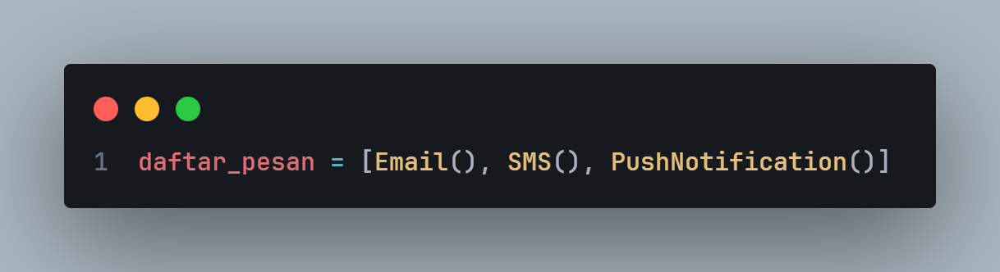 1 daftar_pesan = [Email(), SMS(), PushNotification()]